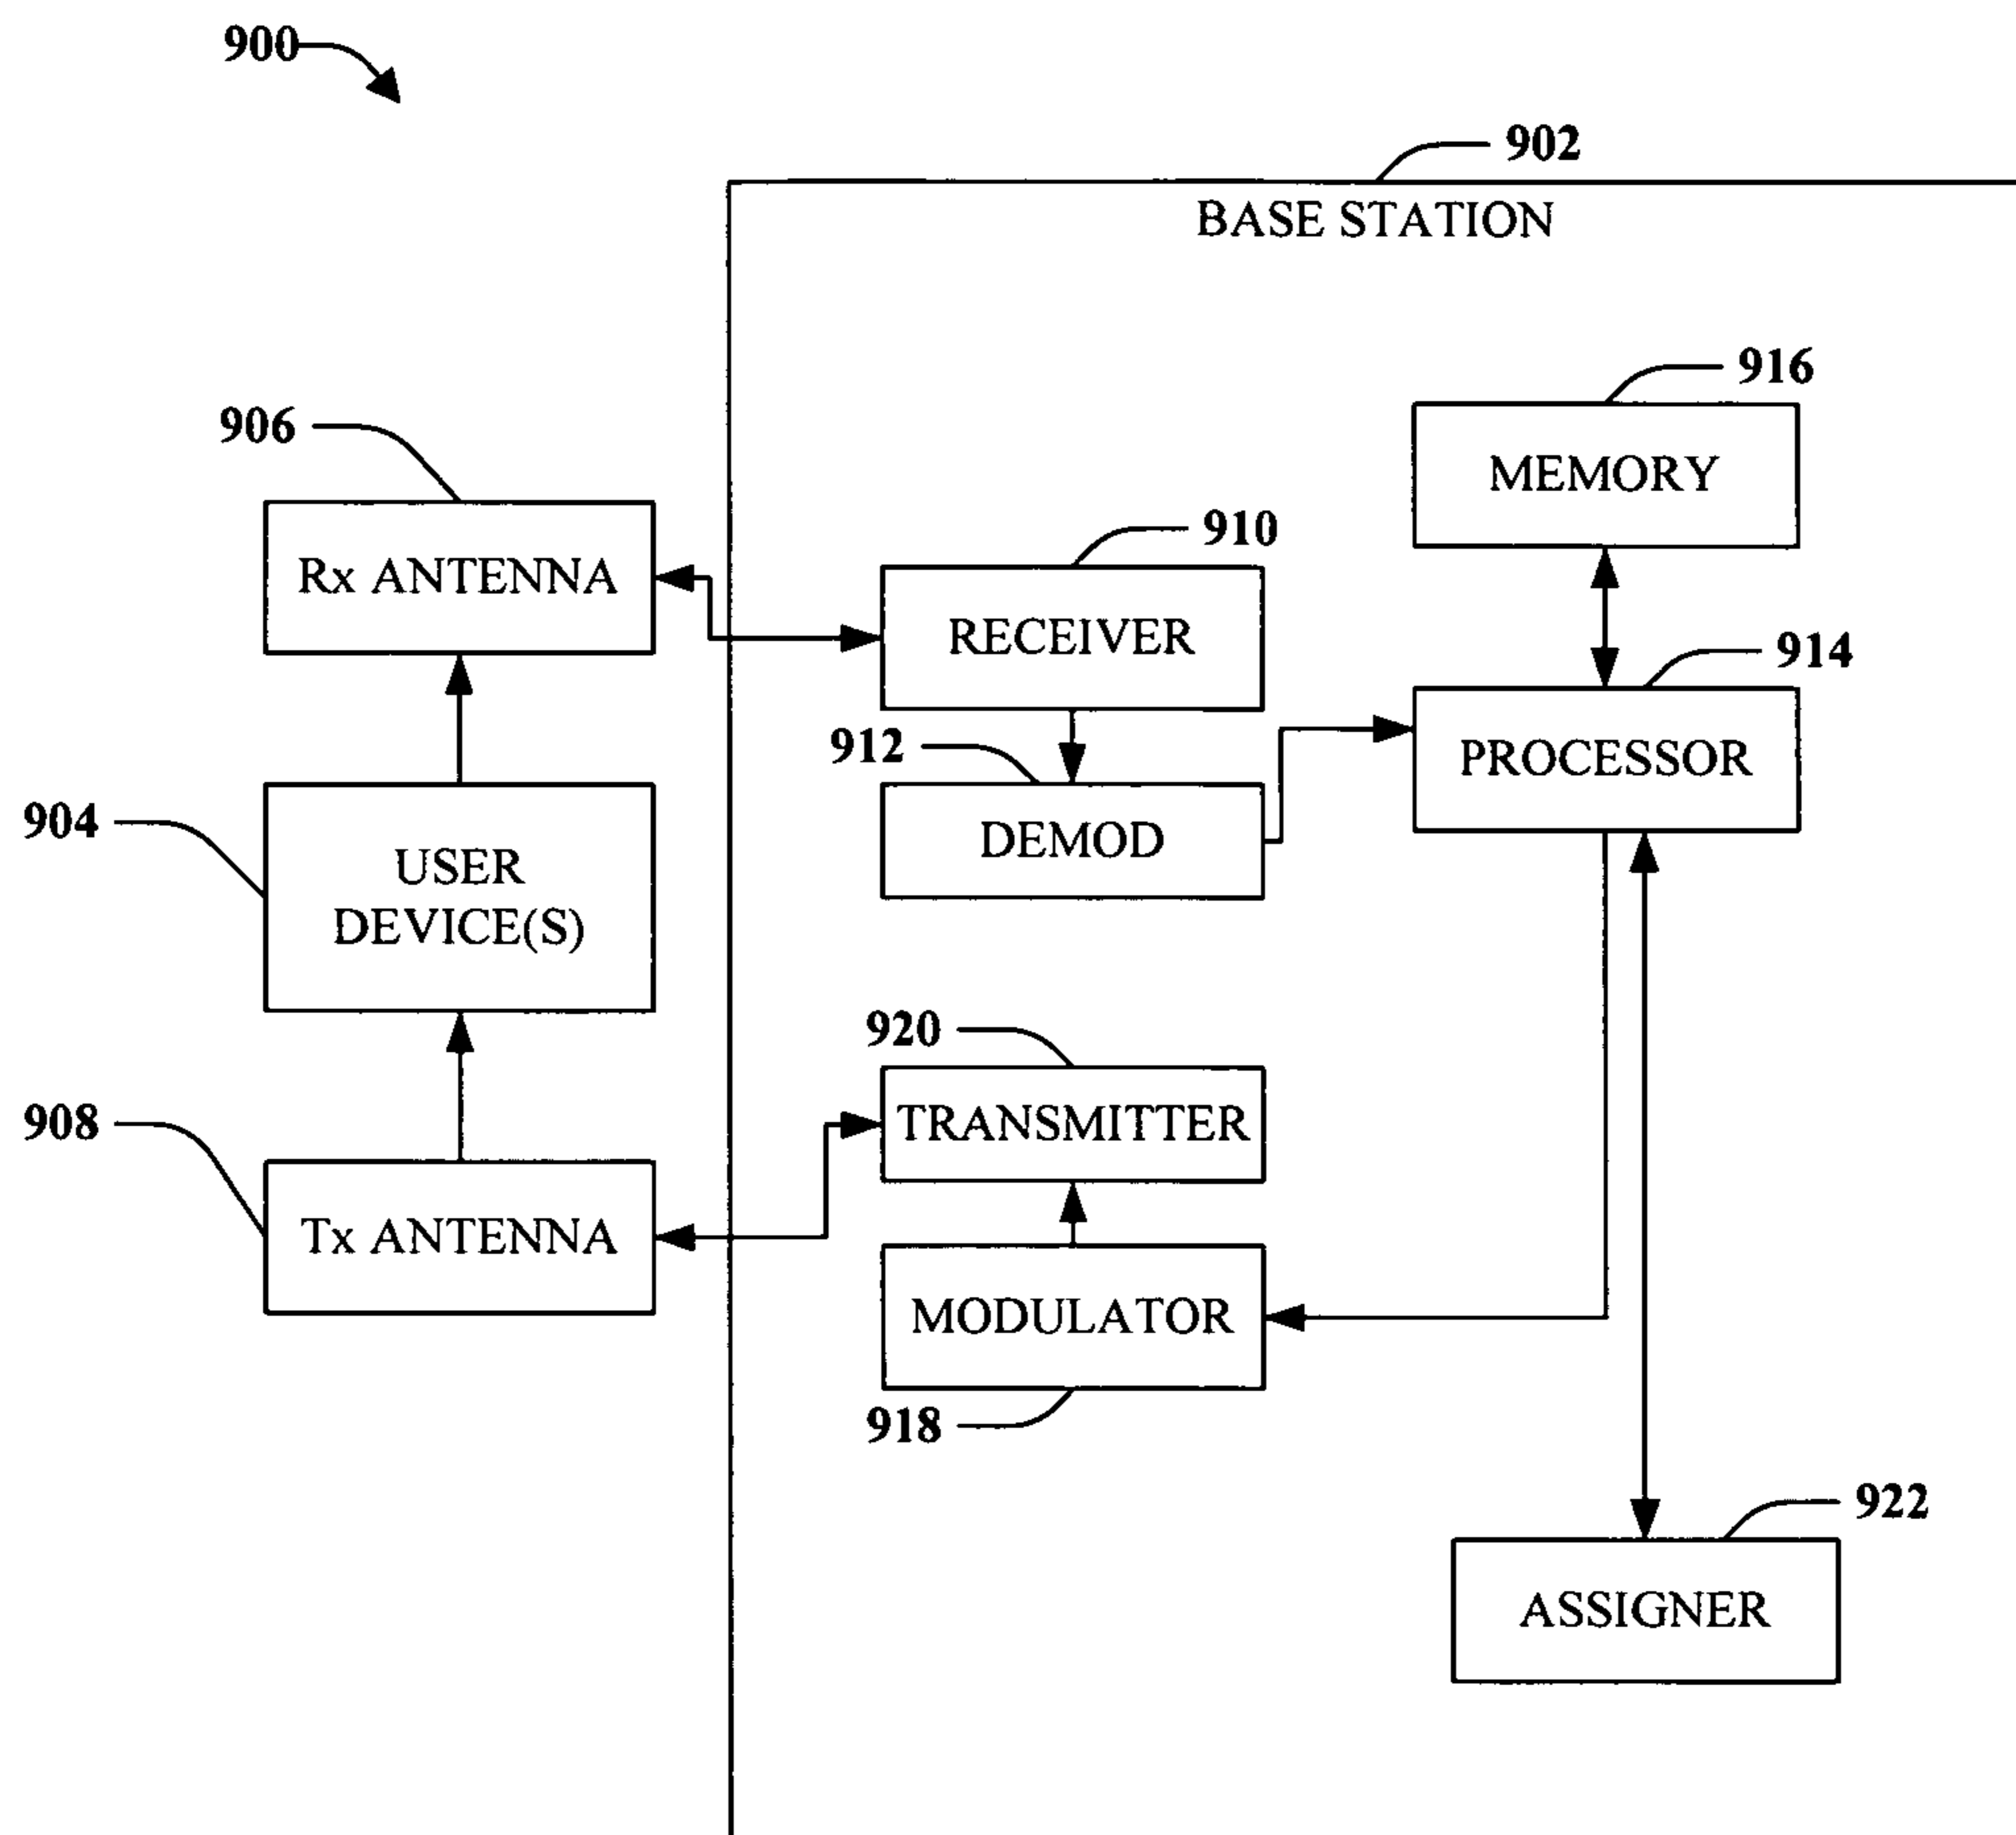 900
902
BASE STATION
916
MEMORY
906
Rx ANTENNA
910
RECEIVER
914
PROCESSOR
912
DEMOD
904
USER
DEVICE(S)
920
TRANSMITTER
908
Tx ANTENNA
MODULATOR
918
922
ASSIGNER